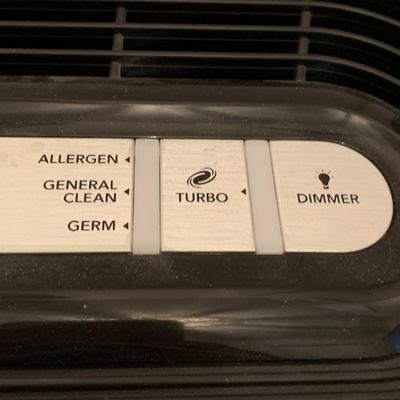 ALLERGEN
GENERAL
CLEAN
GERM
TURBO
DIMMER